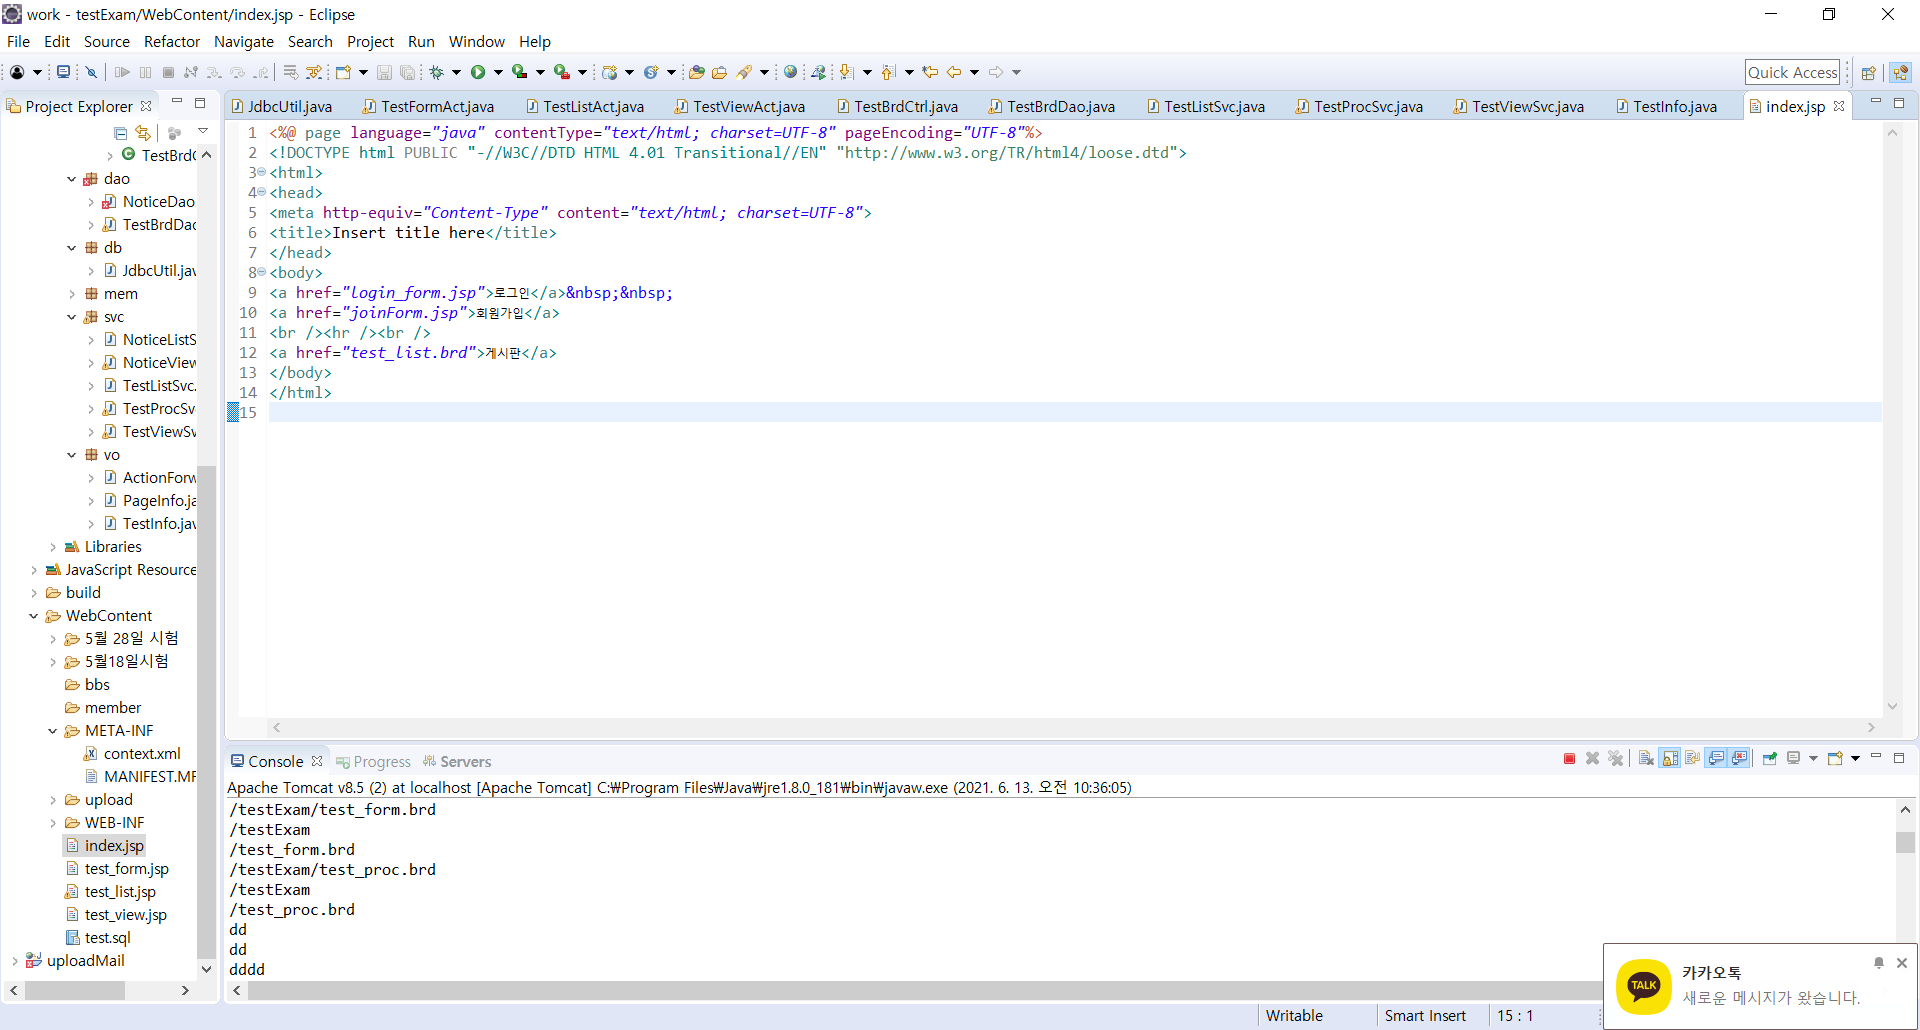 work - testExam/WebContent/index.jsp - Eclipse
File Edit Source Refactor Navigate Search Project Run Window Help
Quick Access
Project Explorer
TestBrdC
dao
NoticeDao
TestBrdDao
db
JdbcUtil.jav
mem
svc
NoticeListS
NoticeView
TestListSvc.
TestProcSv
TestViewSv
vo
ActionForw
PageInfo.ja
TestInfo.jav
Libraries
JavaScript Resource
build
WebContent
5월 28일 시험
5월18일시험
bbs
member
META-INF
context.xml
MANIFEST.MF
upload
WEB-INF
index.jsp
test_form.jsp
test_list.jsp
test_view.jsp
test.sql
uploadMail
JdbcUtil.java TestFormAct.java TestListAct.java TestViewAct.java TestBrdCtrl.java TestBrdDao.java TestListSvc.java TestProcSvc.java TestViewSvc.java TestInfo.java index.jsp
1 <%@ page language="java" contentType="text/html; charset=UTF-8" pageEncoding="UTF-8"%>
2 <!DOCTYPE html PUBLIC "-//W3C//DTD HTML 4.01 Transitional//EN" "http://www.w3.org/TR/html4/loose.dtd">
3 <html>
4 <head>
5 <meta http-equiv="Content-Type" content="text/html; charset=UTF-8">
6 <title>Insert title here</title>
7 </head>
8 <body>
9 <a href="login_form.jsp">로그인</a>&nbsp;&nbsp;
10 <a href="joinForm.jsp">회원가입</a>
11 <br /><hr /><br />
12 <a href="test_list.brd">게시판</a>
13 </body>
14 </html>
15
Console Progress Servers
Apache Tomcat v8.5 (2) at localhost [Apache Tomcat] C:₩Program Files₩Java₩jre1.8.0_181₩bin₩javaw.exe (2021. 6. 13. 오전 10:36:05)
/testExam/test_form.brd
/testExam
/test_form.brd
/testExam/test_proc.brd
/testExam
/test_proc.brd
dd
dd
dddd
TALK
카카오톡
새로운 메시지가 왔습니다.
Writable Smart Insert 15 : 1